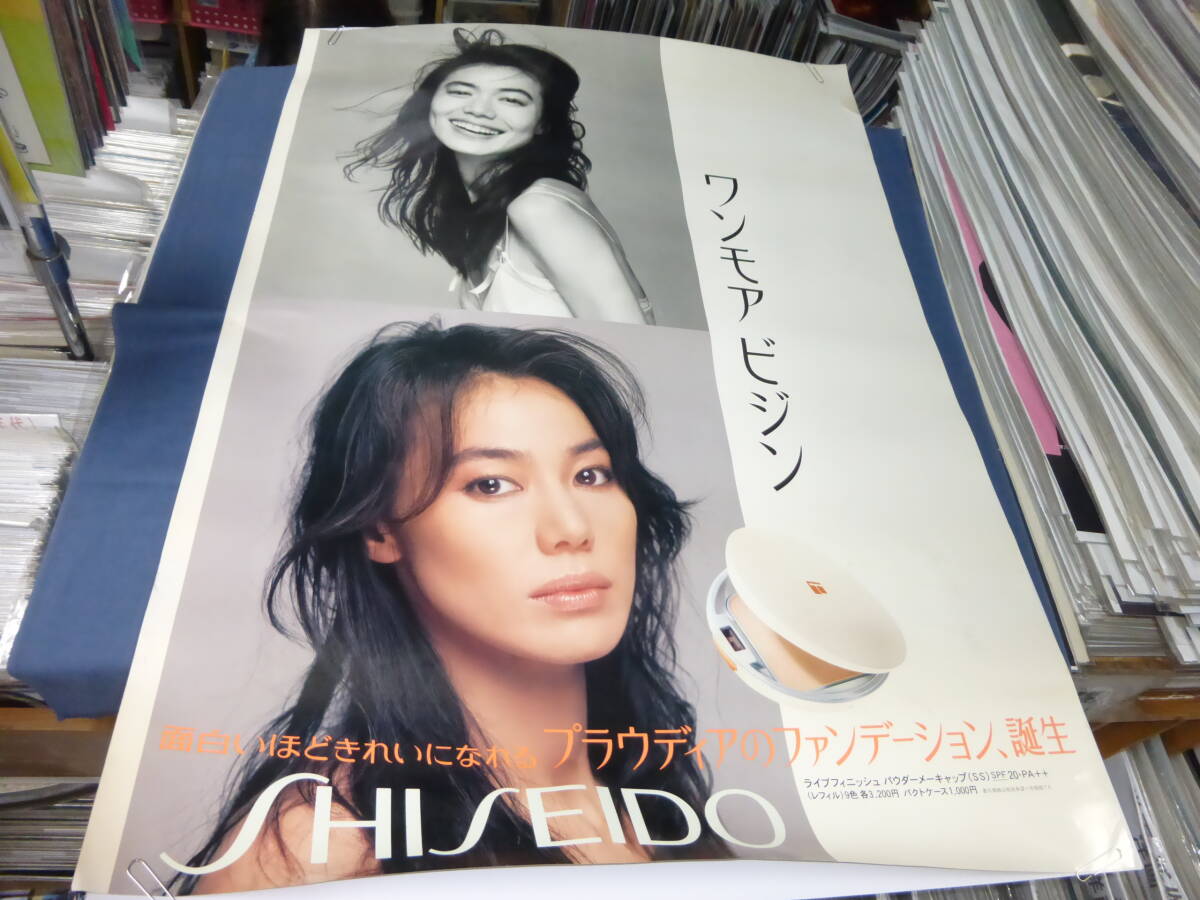 ワンモア ビジン
面白いほどきれいになれる プラウディアのファンデーション、誕生
ライブフィニッシュ パウダーメーキャップ(SS) SPF20・PA++
(レフィル)9色 各3,200円 パクトケース1,000円
SHISEIDO